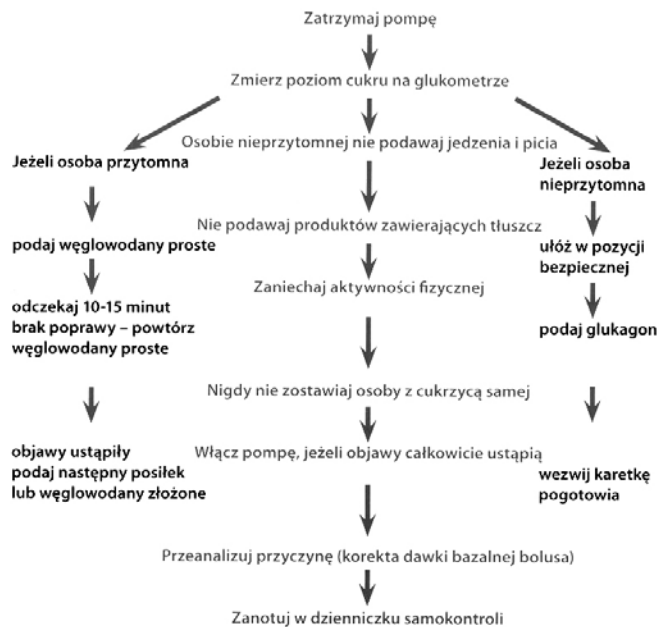 Zatrzymaj pompę
Zmierz poziom cukru na glukometrze
Osobie nieprzytomnej nie podawaj jedzenia i picia
Jeżeli osoba przytomna
Jeżeli osoba
nieprzytomna
Nie podawaj produktów zawierających tłuszcz
podaj węglowodany proste
ułóż w pozycji
bezpiecznej
Zaniechaj aktywności fizycznej
odczekaj 10-15 minut
brak poprawy – powtórz
węglowodany proste
podaj glukagon
Nigdy nie zostawiaj osoby z cukrzycą samej
objawy ustąpiły
podaj następny posiłek
lub węglowodany złożone
Włącz pompę, jeżeli objawy całkowicie ustąpią
wezwij karetkę
pogotowia
Przeanalizuj przyczynę (korekta dawki bazalnej bolusa)
Zanotuj w dzienniczku samokontroli